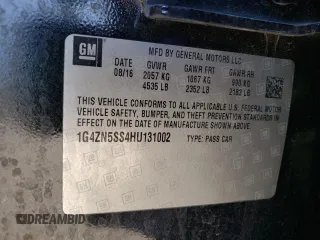 GM
MFD BY GENERAL MOTORS LLC
08/16 GVWR GAWR FRT GAWR RR
2057 KG 1067 KG 990 KG
4535 LB 2352 LB 2182 LB
THIS VEHICLE CONFORMS TO ALL APPLICABLE U.S. FEDERAL MOTOR
VEHICLE SAFETY, BUMPER, AND THEFT PREVENTION STANDARDS
IN EFFECT ON THE DATE OF MANUFACTURE SHOWN ABOVE.
1G4ZN5SS4HU131002 TYPE: PASS CAR
DREAMBID